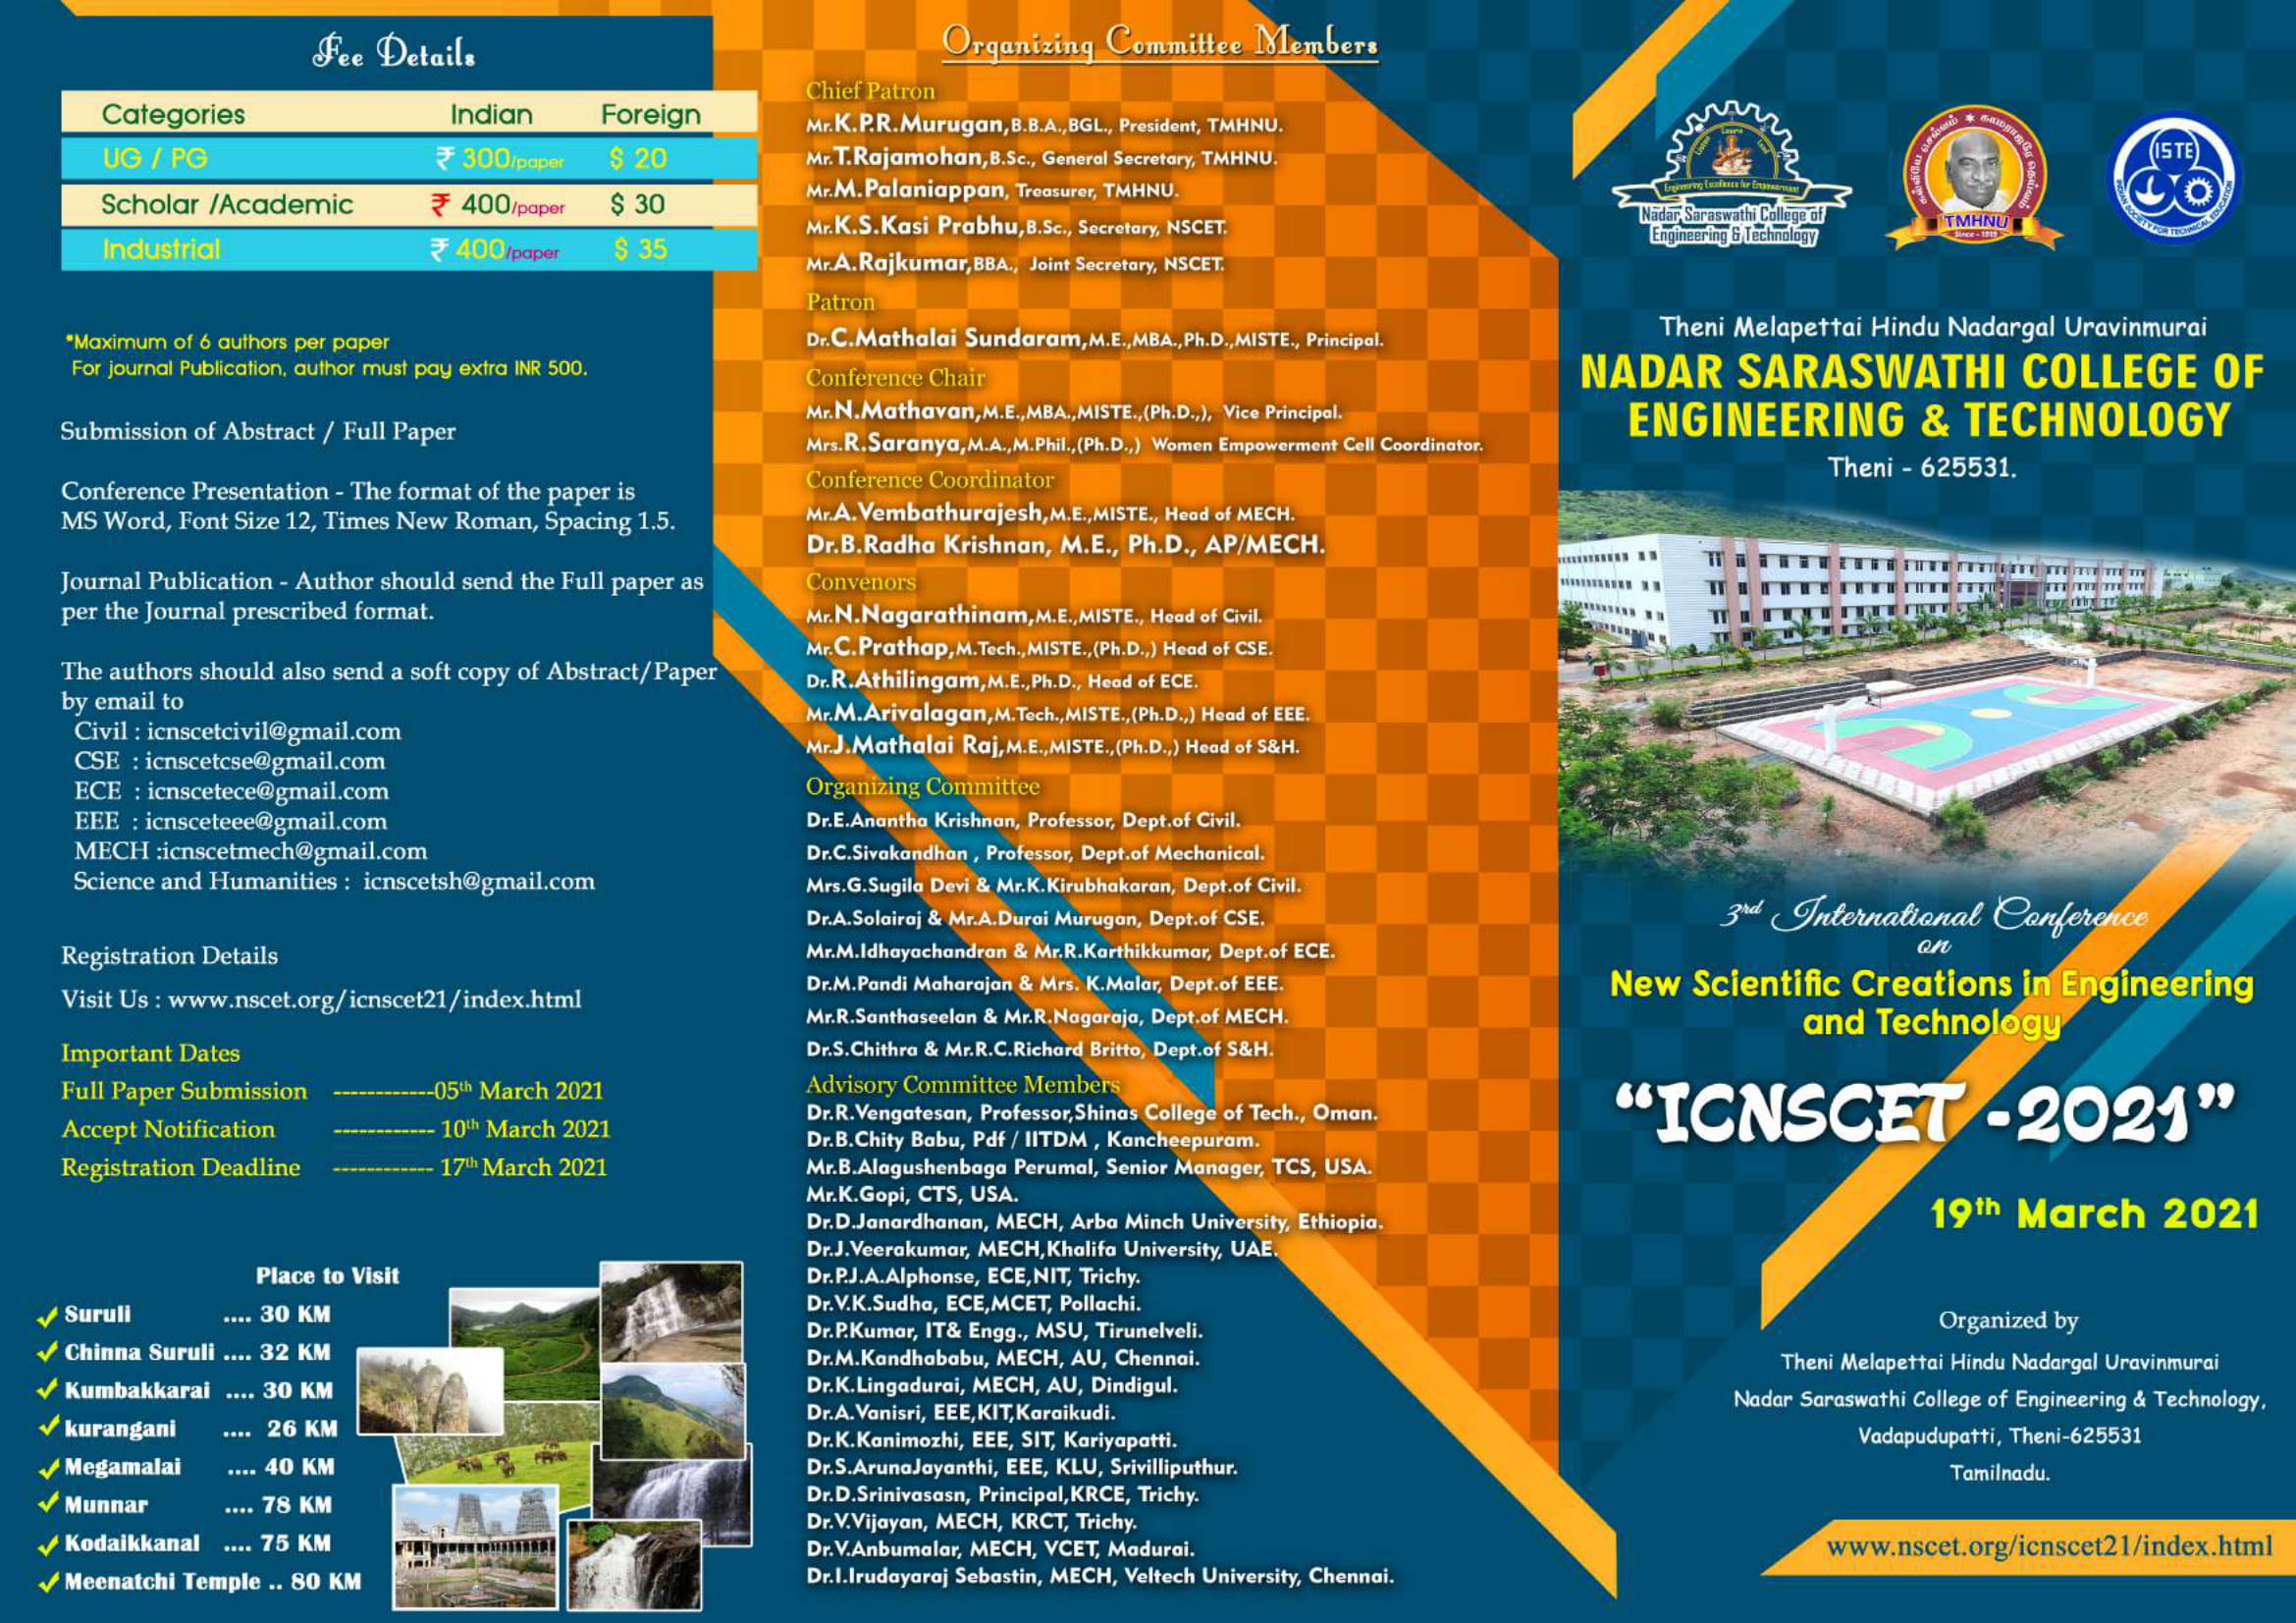 Fee Details
Categories Indian Foreign
UG / PG ₹ 300/paper $ 20
Scholar /Academic ₹ 400/paper $ 30
Industrial ₹ 400/paper $ 35
*Maximum of 6 authors per paper
For journal Publication, author must pay extra INR 500.
Submission of Abstract / Full Paper
Conference Presentation - The format of the paper is
MS Word, Font Size 12, Times New Roman, Spacing 1.5.
Journal Publication - Author should send the Full paper as
per the Journal prescribed format.
The authors should also send a soft copy of Abstract/Paper
by email to
Civil : icnscetcivil@gmail.com
CSE : icnscetcse@gmail.com
ECE : icnscetece@gmail.com
EEE : icnsceteee@gmail.com
MECH :icnscetmech@gmail.com
Science and Humanities : icnscetsh@gmail.com
Registration Details
Visit Us : www.nscet.org/icnscet21/index.html
Important Dates
Full Paper Submission ------------05th March 2021
Accept Notification ------------ 10th March 2021
Registration Deadline ------------ 17th March 2021
Place to Visit
Suruli .... 30 KM
Chinna Suruli .... 32 KM
Kumbakkarai .... 30 KM
kurangani .... 26 KM
Megamalai .... 40 KM
Munnar .... 78 KM
Kodaikkanal .... 75 KM
Meenatchi Temple .. 80 KM
Organizing Committee Members
Chief Patron
Mr.K.P.R.Murugan,B.B.A.,BGL., President, TMHNU.
Mr.T.Rajamohan,B.Sc., General Secretary, TMHNU.
Mr.M.Palaniappan, Treasurer, TMHNU.
Mr.K.S.Kasi Prabhu,B.Sc., Secretary, NSCET.
Mr.A.Rajkumar,BBA., Joint Secretary, NSCET.
Patron
Dr.C.Mathalai Sundaram,M.E.,MBA.,Ph.D.,MISTE., Principal.
Conference Chair
Mr.N.Mathavan,M.E.,MBA.,MISTE.,(Ph.D.,), Vice Principal.
Mrs.R.Saranya,M.A.,M.Phil.,(Ph.D.,) Women Empowerment Cell Coordinator.
Conference Coordinator
Mr.A.Vembathurajesh,M.E.,MISTE., Head of MECH.
Dr.B.Radha Krishnan, M.E., Ph.D., AP/MECH.
Convenors
Mr.N.Nagarathinam,M.E.,MISTE., Head of Civil.
Mr.C.Prathap,M.Tech.,MISTE.,(Ph.D.,) Head of CSE.
Dr.R.Athilingam,M.E.,Ph.D., Head of ECE.
Mr.M.Arivalagan,M.Tech.,MISTE.,(Ph.D.,) Head of EEE.
Mr.J.Mathalai Raj,M.E.,MISTE.,(Ph.D.,) Head of S&H.
Organizing Committee
Dr.E.Anantha Krishnan, Professor, Dept.of Civil.
Dr.C.Sivakandhan , Professor, Dept.of Mechanical.
Mrs.G.Sugila Devi & Mr.K.Kirubhakaran, Dept.of Civil.
Dr.A.Solairaj & Mr.A.Durai Murugan, Dept.of CSE.
Mr.M.Idhayachandran & Mr.R.Karthikkumar, Dept.of ECE.
Dr.M.Pandi Maharajan & Mrs. K.Malar, Dept.of EEE.
Mr.R.Santhaseelan & Mr.R.Nagaraja, Dept.of MECH.
Dr.S.Chithra & Mr.R.C.Richard Britto, Dept.of S&H.
Advisory Committee Members
Dr.R.Vengatesan, Professor,Shinas College of Tech., Oman.
Dr.B.Chity Babu, Pdf / IITDM , Kancheepuram.
Mr.B.Alagushenbaga Perumal, Senior Manager, TCS, USA.
Mr.K.Gopi, CTS, USA.
Dr.D.Janardhanan, MECH, Arba Minch University, Ethiopia.
Dr.J.Veerakumar, MECH,Khalifa University, UAE.
Dr.P.J.A.Alphonse, ECE,NIT, Trichy.
Dr.V.K.Sudha, ECE,MCET, Pollachi.
Dr.P.Kumar, IT& Engg., MSU, Tirunelveli.
Dr.M.Kandhababu, MECH, AU, Chennai.
Dr.K.Lingadurai, MECH, AU, Dindigul.
Dr.A.Vanisri, EEE,KIT,Karaikudi.
Dr.K.Kanimozhi, EEE, SIT, Kariyapatti.
Dr.S.ArunaJayanthi, EEE, KLU, Srivilliputhur.
Dr.D.Srinivasasn, Principal,KRCE, Trichy.
Dr.V.Vijayan, MECH, KRCT, Trichy.
Dr.V.Anbumalar, MECH, VCET, Madurai.
Dr.I.Irudayaraj Sebastin, MECH, Veltech University, Chennai.
Engineering Excellence for Empowerment
Nadar Saraswathi College of
Engineering & Technology
TMHNU
Since - 1919
ISTE
INDIAN SOCIETY FOR TECHNICAL EDUCATION
Theni Melapettai Hindu Nadargal Uravinmurai
NADAR SARASWATHI COLLEGE OF
ENGINEERING & TECHNOLOGY
Theni - 625531.
3rd International Conference
on
New Scientific Creations in Engineering
and Technology
“ICNSCET -2021”
19th March 2021
Organized by
Theni Melapettai Hindu Nadargal Uravinmurai
Nadar Saraswathi College of Engineering & Technology,
Vadapudupatti, Theni-625531
Tamilnadu.
www.nscet.org/icnscet21/index.html